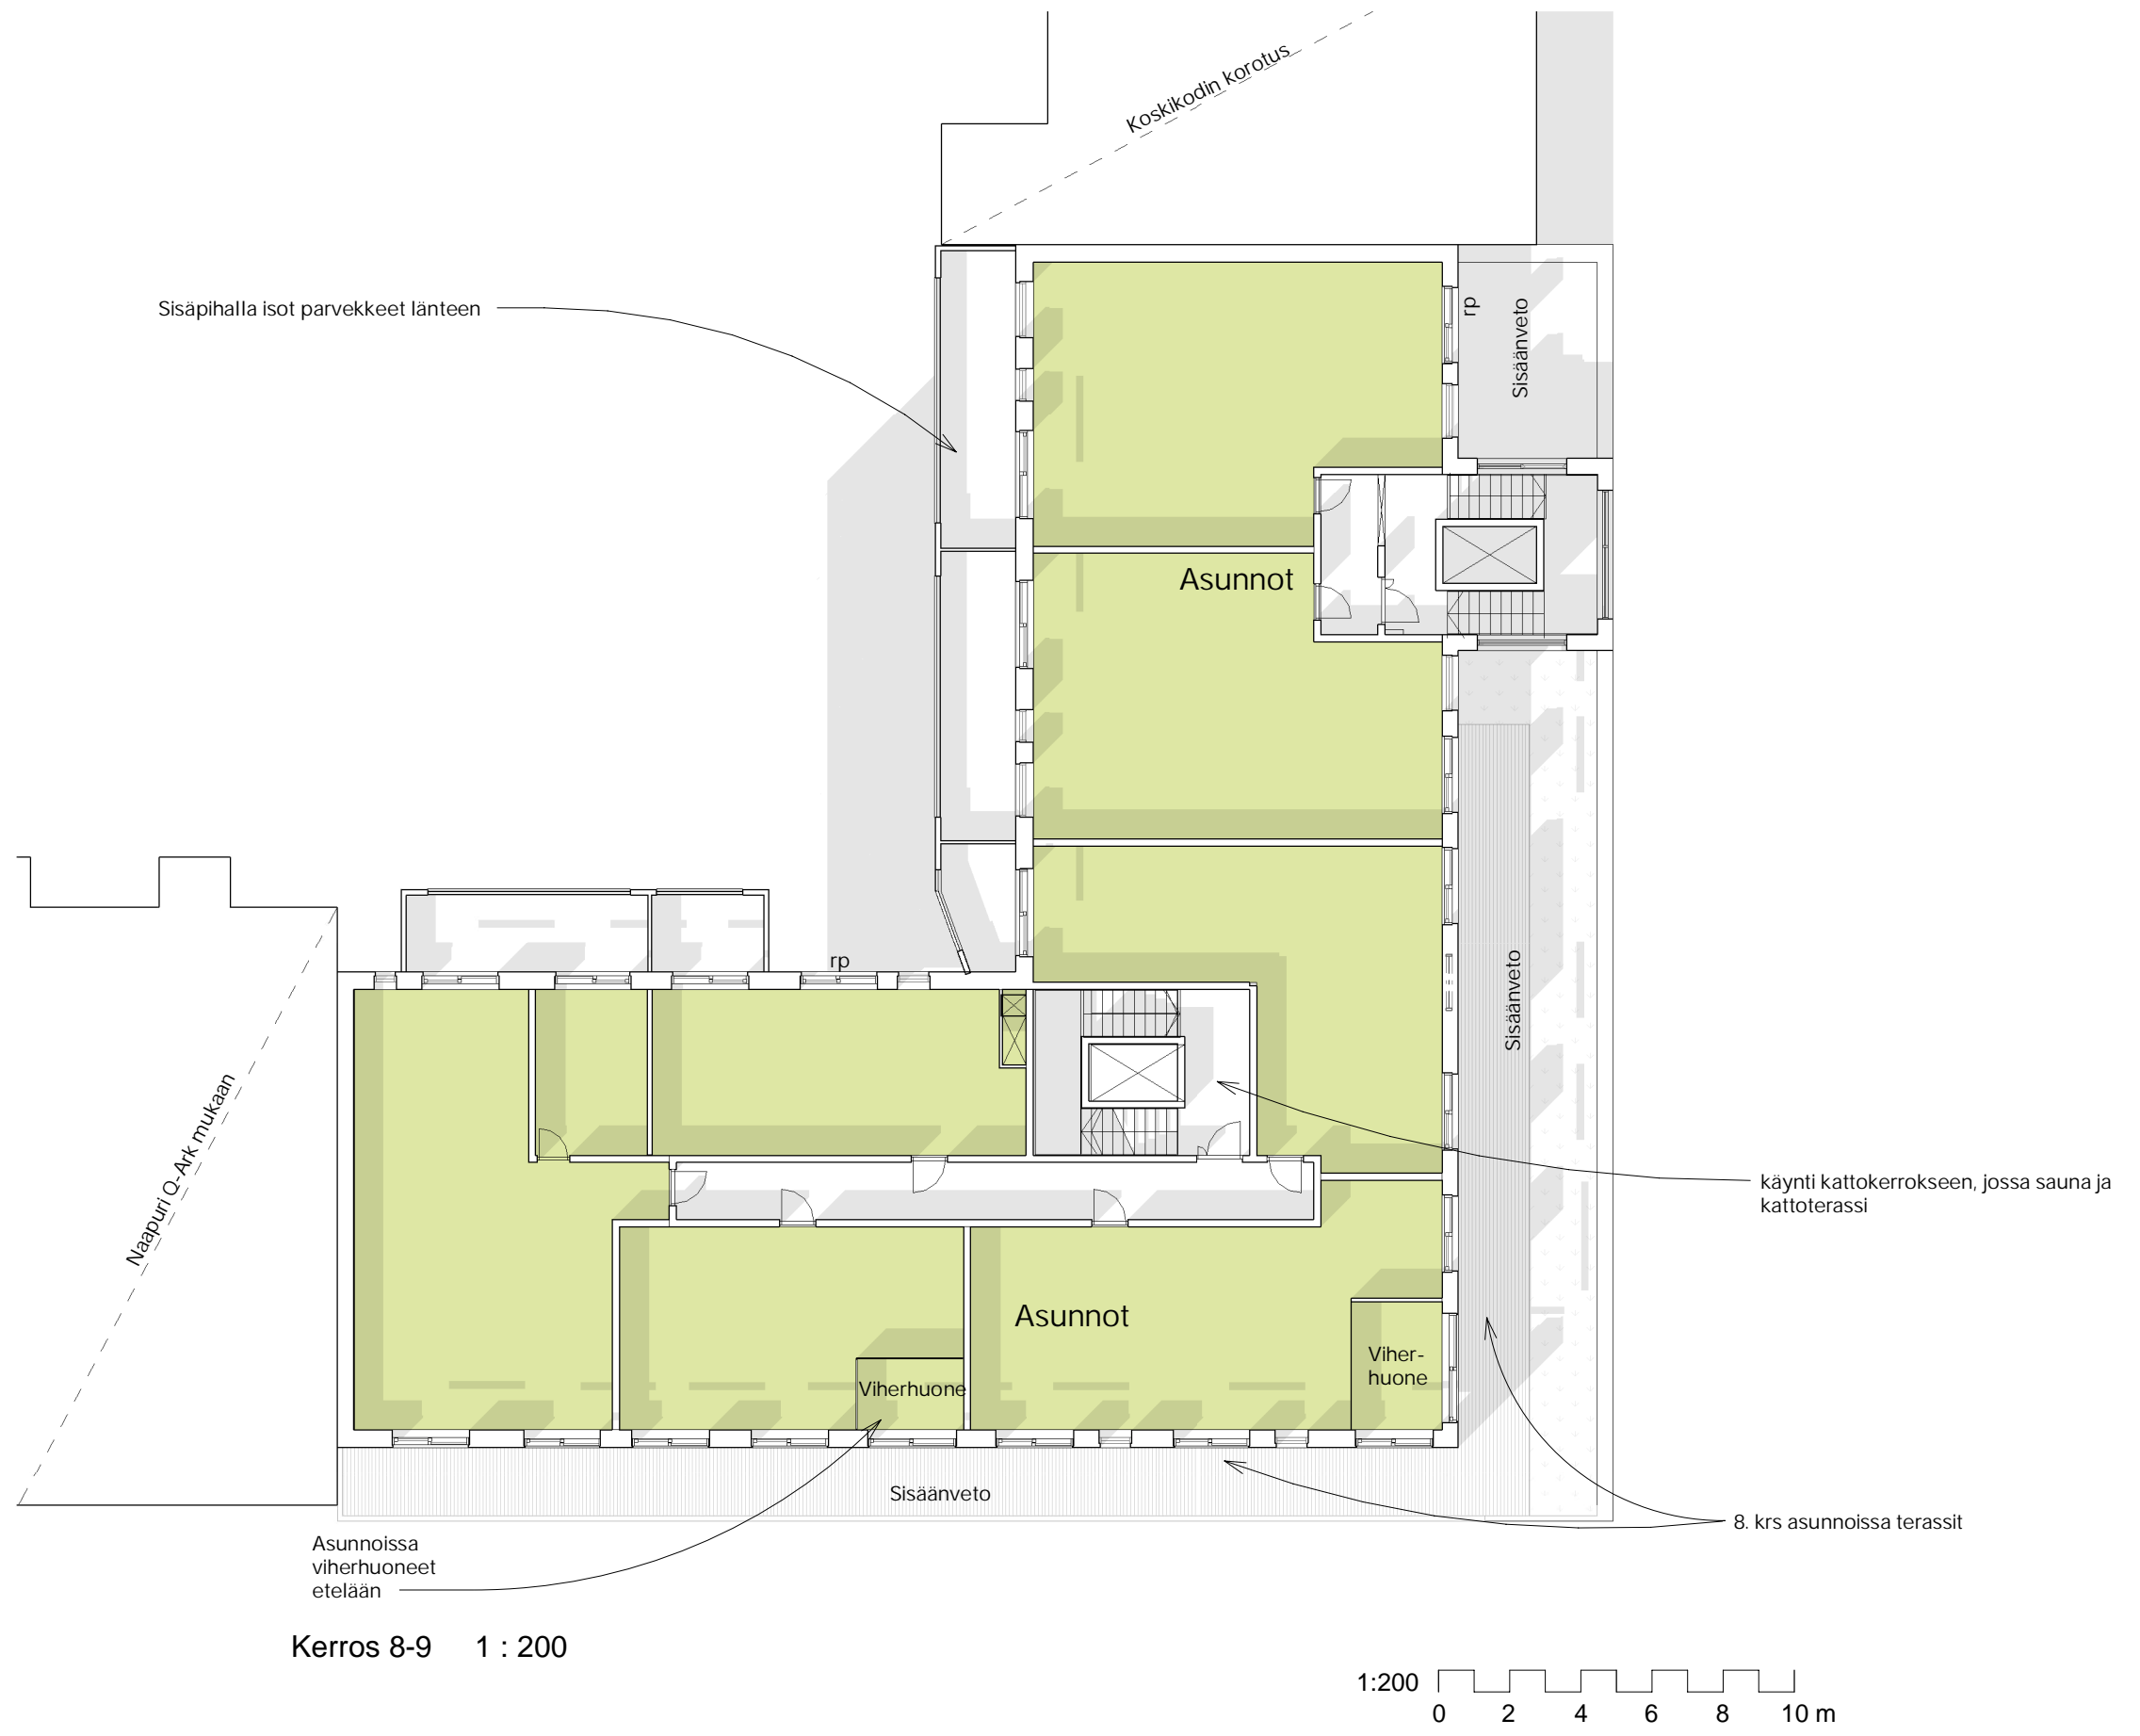 Koskikodin korotus
Sisäpihalla isot parvekkeet länteen
rp
Sisäänveto
Asunnot
rp
Sisäänveto
Naapuri Q-Ark mukaan
käynti kattokerrokseen, jossa sauna ja
kattoterassi
Asunnot
Viher-
huone
Viherhuone
Sisäänveto
8. krs asunnoissa terassit
Asunnoissa
viherhuoneet
etelään
Kerros 8-9 1 : 200
1:200
0 2 4 6 8 10 m